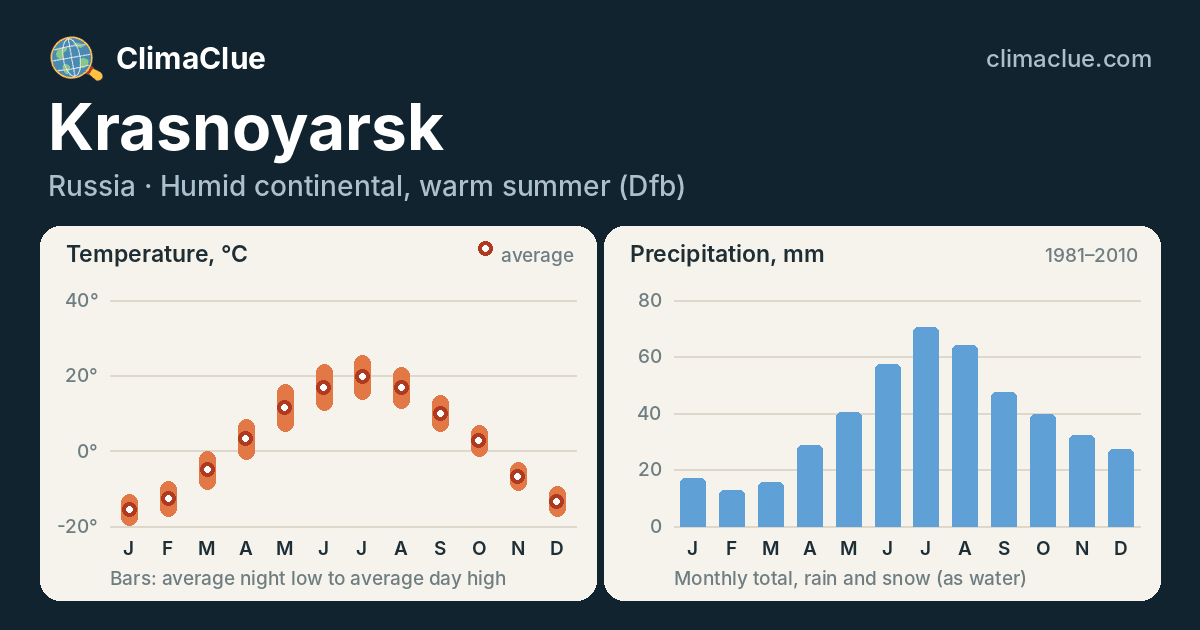 ClimaClue
climaclue.com
Krasnoyarsk
Russia · Humid continental, warm summer (Dfb)
Temperature, °C
average
40°
20°
0°
-20°
J F M A M J J A S O N D
Bars: average night low to average day high
Precipitation, mm
1981–2010
80
60
40
20
0
J F M A M J J A S O N D
Monthly total, rain and snow (as water)